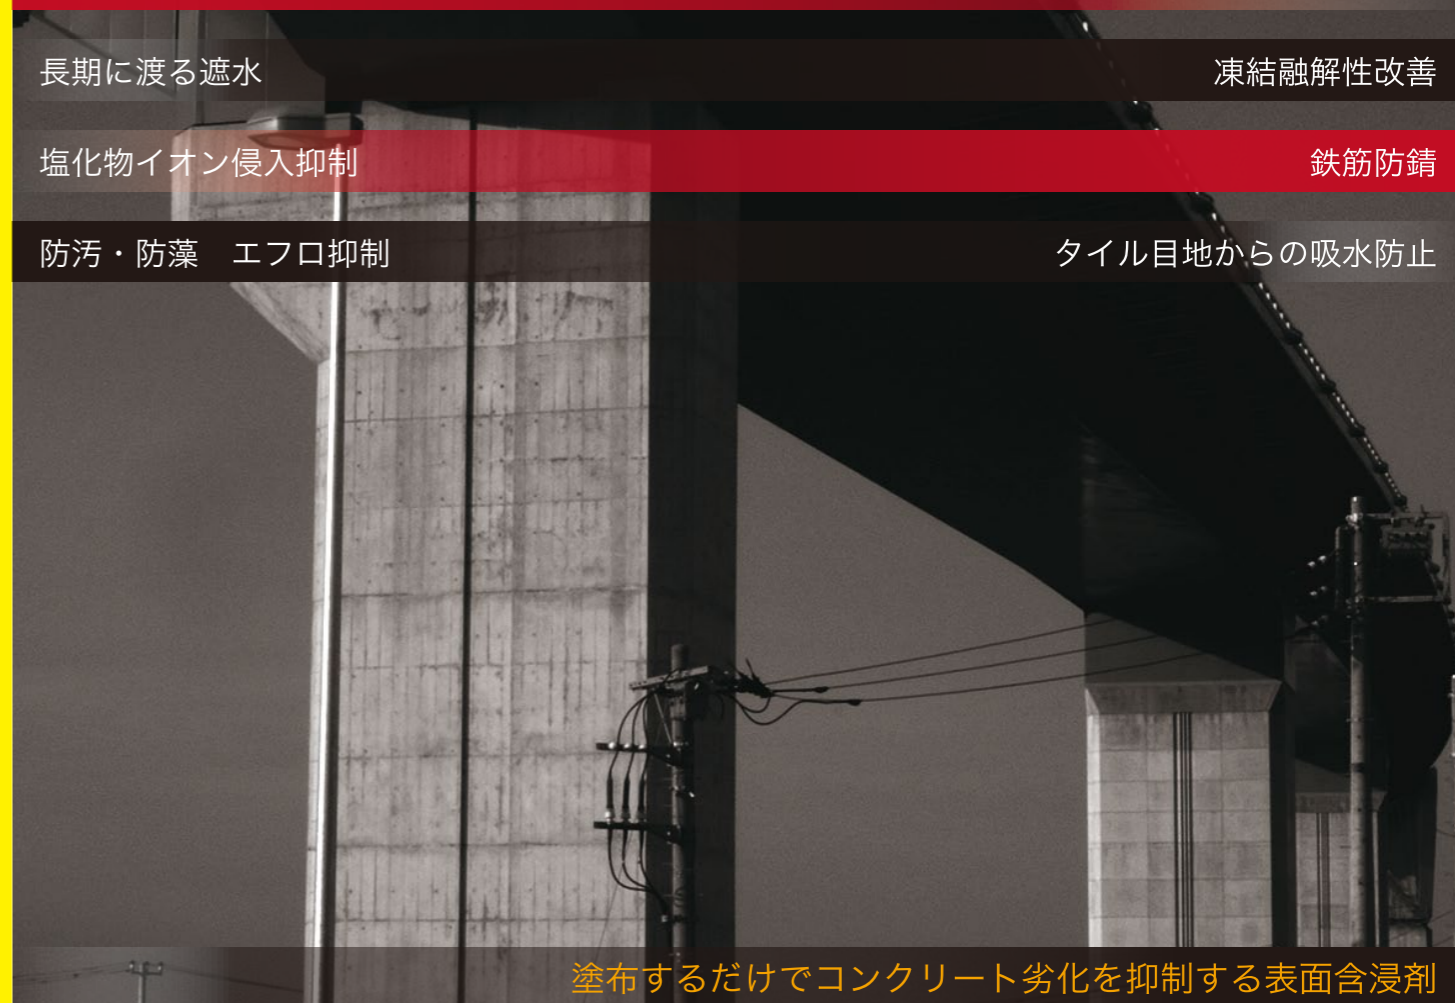 長期に渡る遮水
凍結融解性改善
塩化物イオン侵入抑制
鉄筋防錆
防汚・防藻　エフロ抑制
タイル目地からの吸水防止
塗布するだけでコンクリート劣化を抑制する表面含浸剤